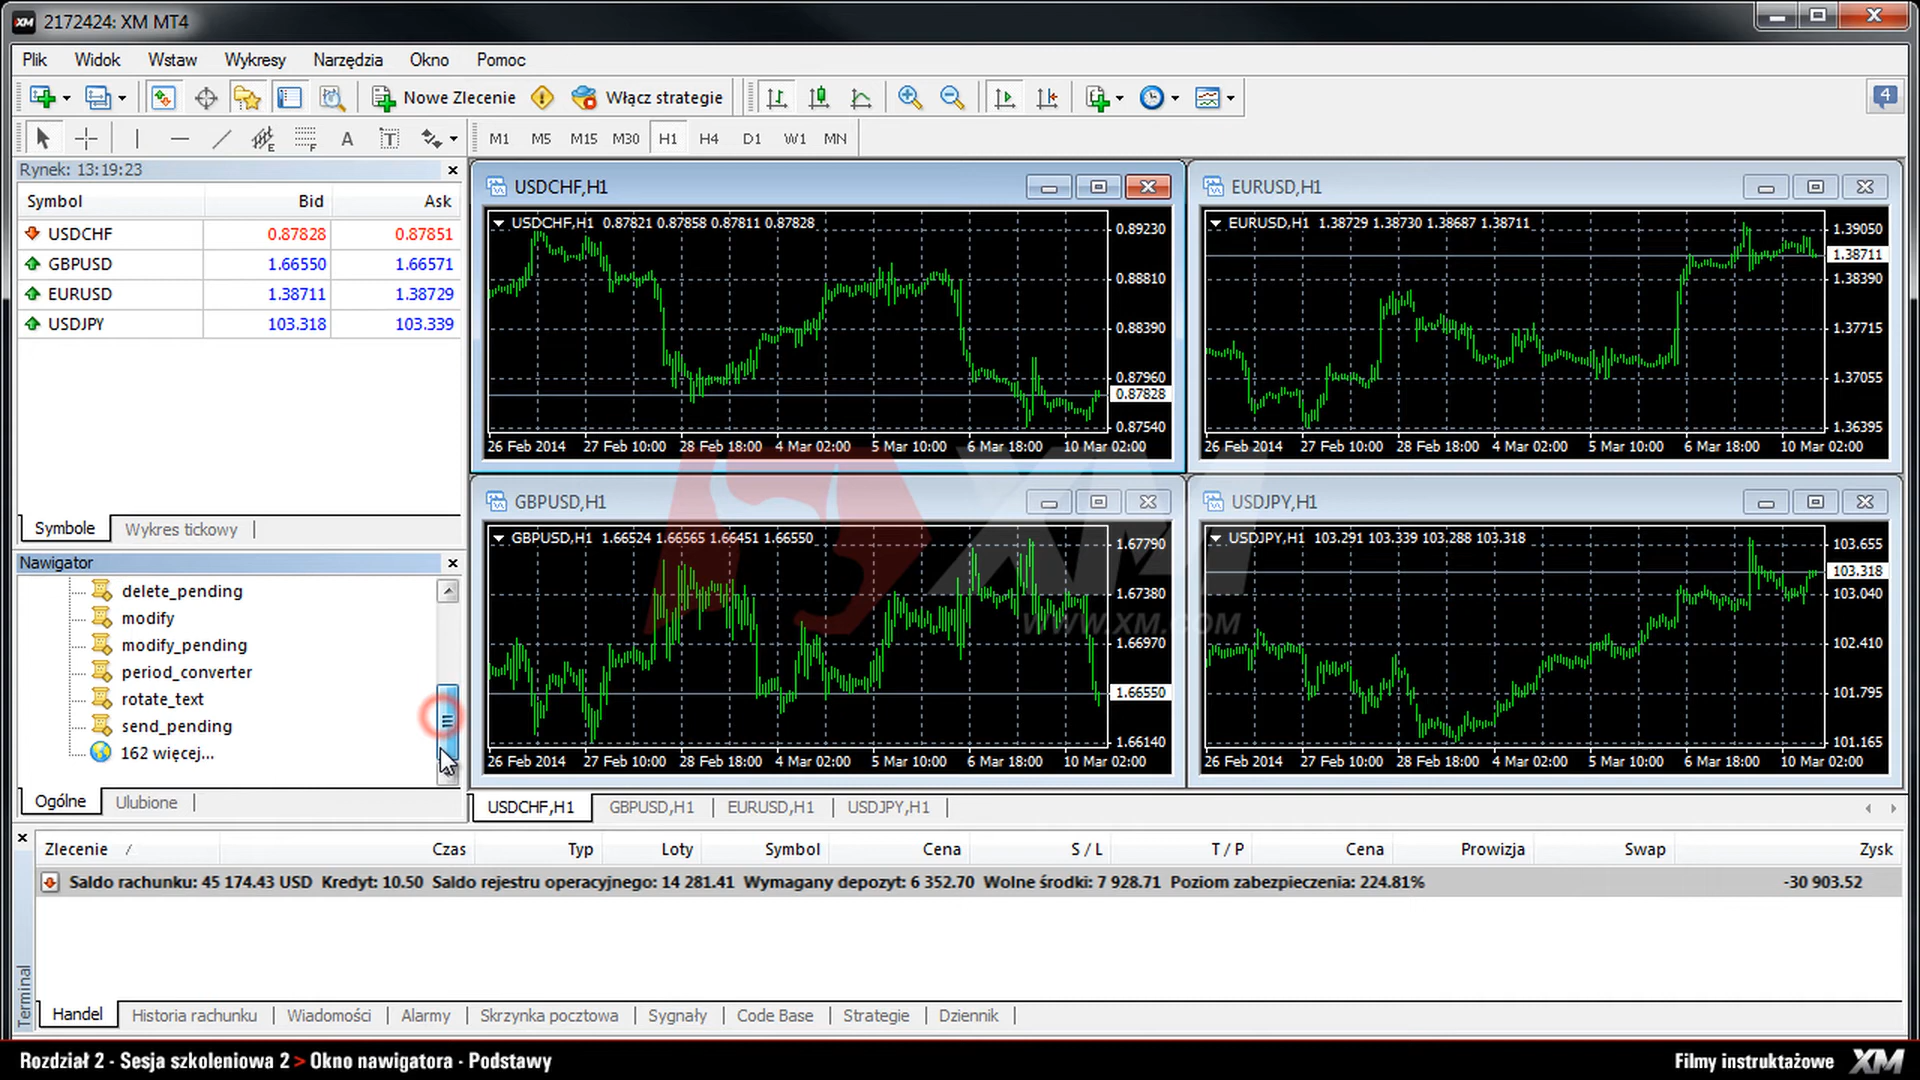 XM 2172424: XM MT4
Plik Widok Wstaw Wykresy Narzędzia Okno Pomoc
Nowe Zlecenie Włącz strategie 4
A T M1 M5 M15 M30 H1 H4 D1 W1 MN
Rynek: 13:19:23
Symbol Bid Ask
USDCHF 0.87828 0.87851
GBPUSD 1.66550 1.66571
EURUSD 1.38711 1.38729
USDJPY 103.318 103.339
Symbole Wykres tickowy
Nawigator
delete_pending
modify
modify_pending
period_converter
rotate_text
send_pending
162 więcej...
Ogólne Ulubione
USDCHF,H1
USDCHF,H1 0.87821 0.87858 0.87811 0.87828
0.89230
0.88810
0.88390
0.87960
0.87828
0.87540
26 Feb 2014 27 Feb 10:00 28 Feb 18:00 4 Mar 02:00 5 Mar 10:00 6 Mar 18:00 10 Mar 02:00
EURUSD,H1
EURUSD,H1 1.38729 1.38730 1.38687 1.38711
1.39050
1.38711
1.38390
1.37715
1.37055
1.36395
26 Feb 2014 27 Feb 10:00 28 Feb 18:00 4 Mar 02:00 5 Mar 10:00 6 Mar 18:00 10 Mar 02:00
GBPUSD,H1
GBPUSD,H1 1.66524 1.66565 1.66451 1.66550
1.67790
1.67380
1.66970
1.66550
1.66140
26 Feb 2014 27 Feb 10:00 28 Feb 18:00 4 Mar 02:00 5 Mar 10:00 6 Mar 18:00 10 Mar 02:00
USDJPY,H1
USDJPY,H1 103.291 103.339 103.288 103.318
103.655
103.318
103.040
102.410
101.795
101.165
26 Feb 2014 27 Feb 10:00 28 Feb 18:00 4 Mar 02:00 5 Mar 10:00 6 Mar 18:00 10 Mar 02:00
XM
WWW.XM.COM
USDCHF,H1 GBPUSD,H1 EURUSD,H1 USDJPY,H1
Zlecenie / Czas Typ Loty Symbol Cena S / L T / P Cena Prowizja Swap Zysk
Saldo rachunku: 45 174.43 USD Kredyt: 10.50 Saldo rejestru operacyjnego: 14 281.41 Wymagany depozyt: 6 352.70 Wolne środki: 7 928.71 Poziom zabezpieczenia: 224.81% -30 903.52
Terminal
Handel Historia rachunku Wiadomości Alarmy Skrzynka pocztowa Sygnały Code Base Strategie Dziennik
Rozdział 2 - Sesja szkoleniowa 2 > Okno nawigatora - Podstawy
Filmy instruktażowe XM